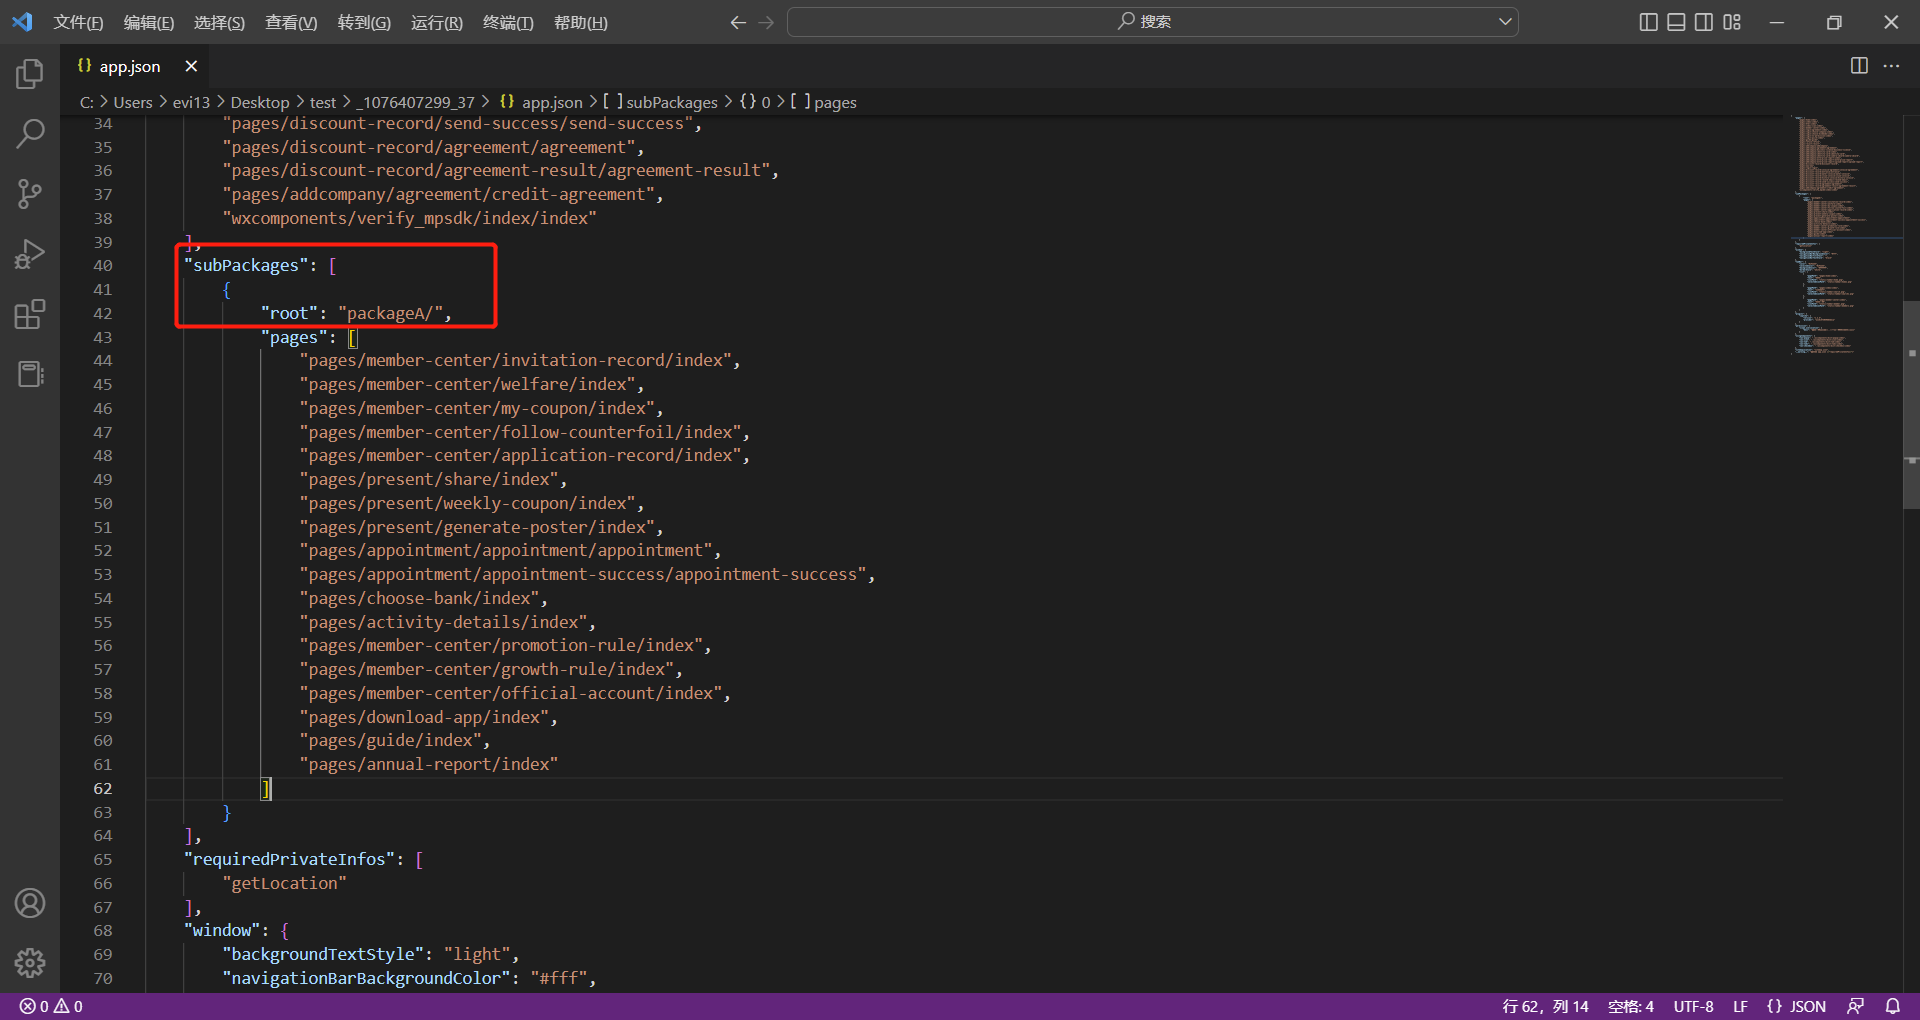 文件(F) 编辑(E) 选择(S) 查看(V) 转到(G) 运行(R) 终端(T) 帮助(H) 搜索
{} app.json
C: > Users > evi13 > Desktop > test > _1076407299_37 > {} app.json > [ ] subPackages > {} 0 > [ ] pages
34 "pages/discount-record/send-success/send-success",
35 "pages/discount-record/agreement/agreement",
36 "pages/discount-record/agreement-result/agreement-result",
37 "pages/addcompany/agreement/credit-agreement",
38 "wxcomponents/verify_mpsdk/index/index"
39 ],
40 "subPackages": [
41 {
42 "root": "packageA/",
43 "pages": [
44 "pages/member-center/invitation-record/index",
45 "pages/member-center/welfare/index",
46 "pages/member-center/my-coupon/index",
47 "pages/member-center/follow-counterfoil/index",
48 "pages/member-center/application-record/index",
49 "pages/present/share/index",
50 "pages/present/weekly-coupon/index",
51 "pages/present/generate-poster/index",
52 "pages/appointment/appointment/appointment",
53 "pages/appointment/appointment-success/appointment-success",
54 "pages/choose-bank/index",
55 "pages/activity-details/index",
56 "pages/member-center/promotion-rule/index",
57 "pages/member-center/growth-rule/index",
58 "pages/member-center/official-account/index",
59 "pages/download-app/index",
60 "pages/guide/index",
61 "pages/annual-report/index"
62 ]
63 }
64 ],
65 "requiredPrivateInfos": [
66 "getLocation"
67 ],
68 "window": {
69 "backgroundTextStyle": "light",
70 "navigationBarBackgroundColor": "#fff",
0 0 行 62，列 14 空格: 4 UTF-8 LF {} JSON